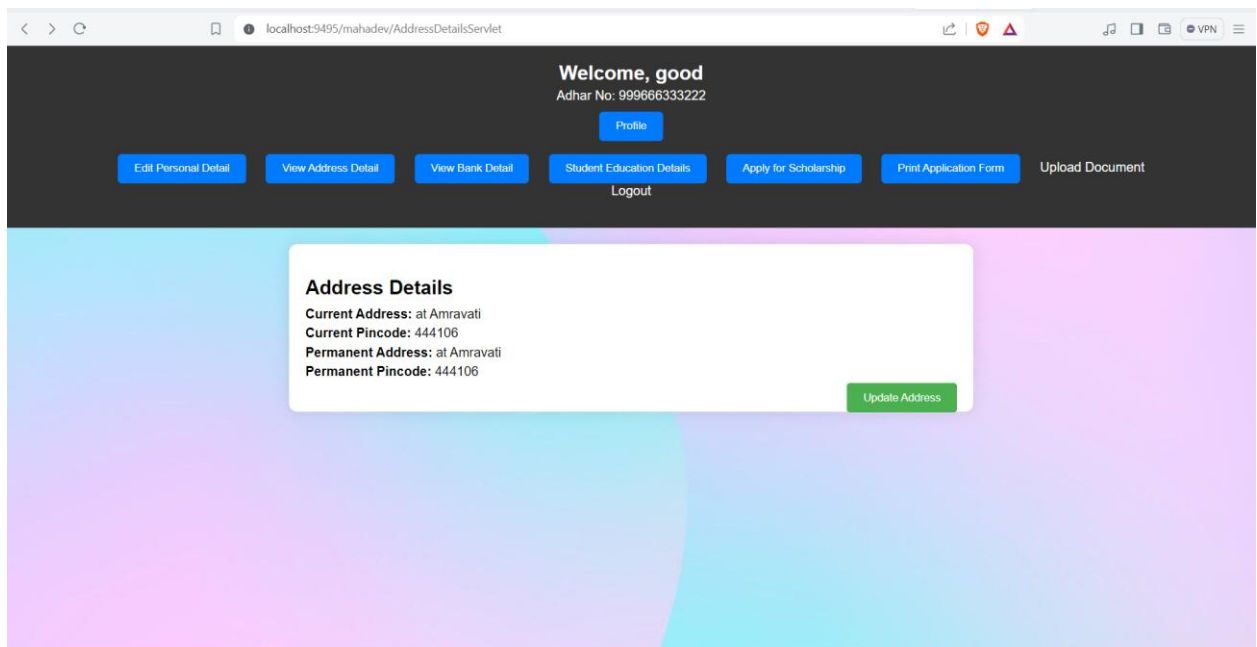 localhost:9495/mahadev/AddressDetailsServlet
VPN
Welcome, good
Adhar No: 999666333222
Profile
Edit Personal Detail View Address Detail View Bank Detail Student Education Details Apply for Scholarship Print Application Form Upload Document
Logout
Address Details
Current Address: at Amravati
Current Pincode: 444106
Permanent Address: at Amravati
Permanent Pincode: 444106
Update Address